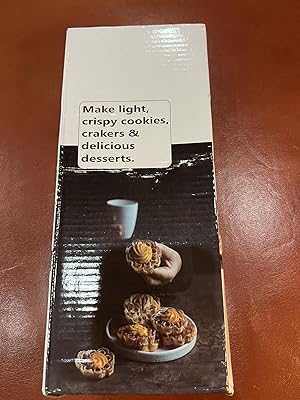 Make light,
crispy cookies,
crakers &
delicious
desserts.